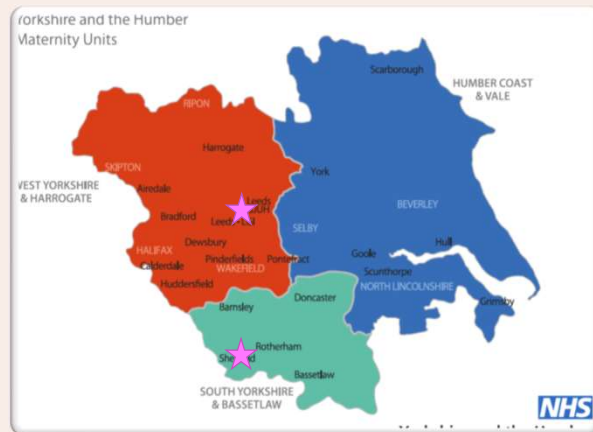 Yorkshire and the Humber
Maternity Units
Scarborough
HUMBER COAST
& VALE
RIPON
Harrogate
SKIPTON
York
WEST YORKSHIRE
& HARROGATE
Airedale
Leeds
Bradford
Leeds
BEVERLEY
SELBY
Dewsbury
Hull
HALIFAX
Goole
Calderdale
Pinderfields
Pontefract
WAKEFIELD
Scunthorpe
Huddersfield
NORTH LINCOLNSHIRE
Doncaster
Grimsby
Barnsley
Rotherham
Bassetlaw
SOUTH YORKSHIRE
& BASSETLAW
NHS